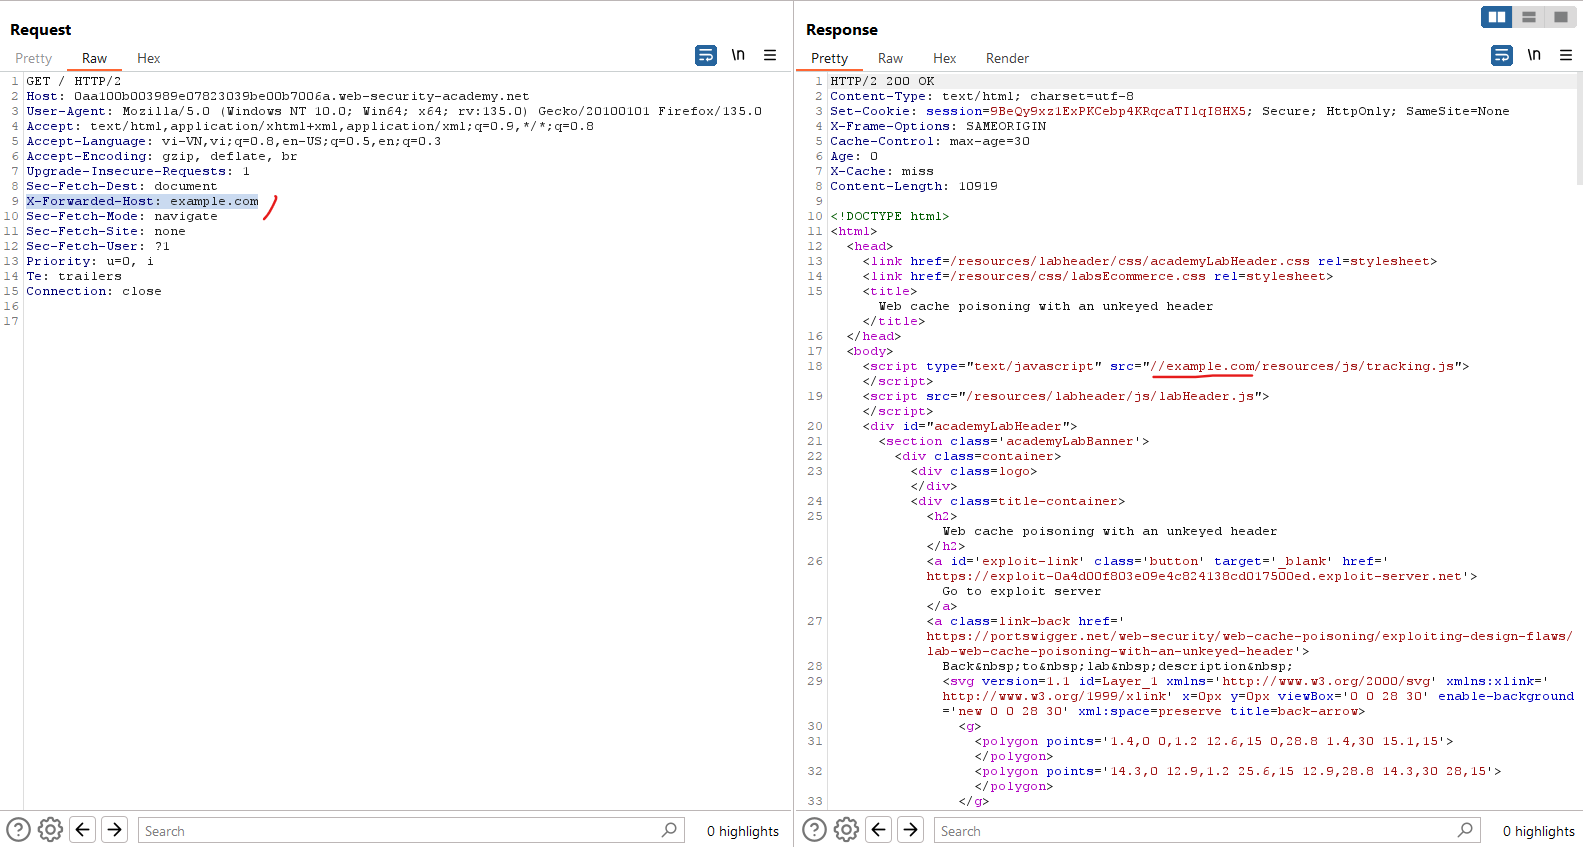 Request
Pretty Raw Hex
\n
1 GET / HTTP/2
2 Host: 0aa100b003989e07823039be00b7006a.web-security-academy.net
3 User-Agent: Mozilla/5.0 (Windows NT 10.0; Win64; x64; rv:135.0) Gecko/20100101 Firefox/135.0
4 Accept: text/html,application/xhtml+xml,application/xml;q=0.9,*/*;q=0.8
5 Accept-Language: vi-VN,vi;q=0.8,en-US;q=0.5,en;q=0.3
6 Accept-Encoding: gzip, deflate, br
7 Upgrade-Insecure-Requests: 1
8 Sec-Fetch-Dest: document
9 X-Forwarded-Host: example.com
10 Sec-Fetch-Mode: navigate
11 Sec-Fetch-Site: none
12 Sec-Fetch-User: ?1
13 Priority: u=0, i
14 Te: trailers
15 Connection: close
16
17
Search
0 highlights
Response
Pretty Raw Hex Render
\n
1 HTTP/2 200 OK
2 Content-Type: text/html; charset=utf-8
3 Set-Cookie: session=9BeQy9xz1ExPKCebp4KRqcaTIlqI8HX5; Secure; HttpOnly; SameSite=None
4 X-Frame-Options: SAMEORIGIN
5 Cache-Control: max-age=30
6 Age: 0
7 X-Cache: miss
8 Content-Length: 10919
9
10 <!DOCTYPE html>
11 <html>
12 <head>
13 <link href=/resources/labheader/css/academyLabHeader.css rel=stylesheet>
14 <link href=/resources/css/labsEcommerce.css rel=stylesheet>
15 <title>
Web cache poisoning with an unkeyed header
</title>
16 </head>
17 <body>
18 <script type="text/javascript" src="//example.com/resources/js/tracking.js">
</script>
19 <script src="/resources/labheader/js/labHeader.js">
</script>
20 <div id="academyLabHeader">
21 <section class='academyLabBanner'>
22 <div class=container>
23 <div class=logo>
</div>
24 <div class=title-container>
25 <h2>
Web cache poisoning with an unkeyed header
</h2>
26 <a id='exploit-link' class='button' target='_blank' href='
https://exploit-0a4d00f803e09e4c824138cd017500ed.exploit-server.net'>
Go to exploit server
</a>
27 <a class=link-back href='
https://portswigger.net/web-security/web-cache-poisoning/exploiting-design-flaws/
lab-web-cache-poisoning-with-an-unkeyed-header'>
28 Back&nbsp;to&nbsp;lab&nbsp;description&nbsp;
29 <svg version=1.1 id=Layer_1 xmlns='http://www.w3.org/2000/svg' xmlns:xlink='
http://www.w3.org/1999/xlink' x=0px y=0px viewBox='0 0 28 30' enable-background
='new 0 0 28 30' xml:space=preserve title=back-arrow>
30 <g>
31 <polygon points='1.4,0 0,1.2 12.6,15 0,28.8 1.4,30 15.1,15'>
</polygon>
32 <polygon points='14.3,0 12.9,1.2 25.6,15 12.9,28.8 14.3,30 28,15'>
</polygon>
33 </g>
Search
0 highlights